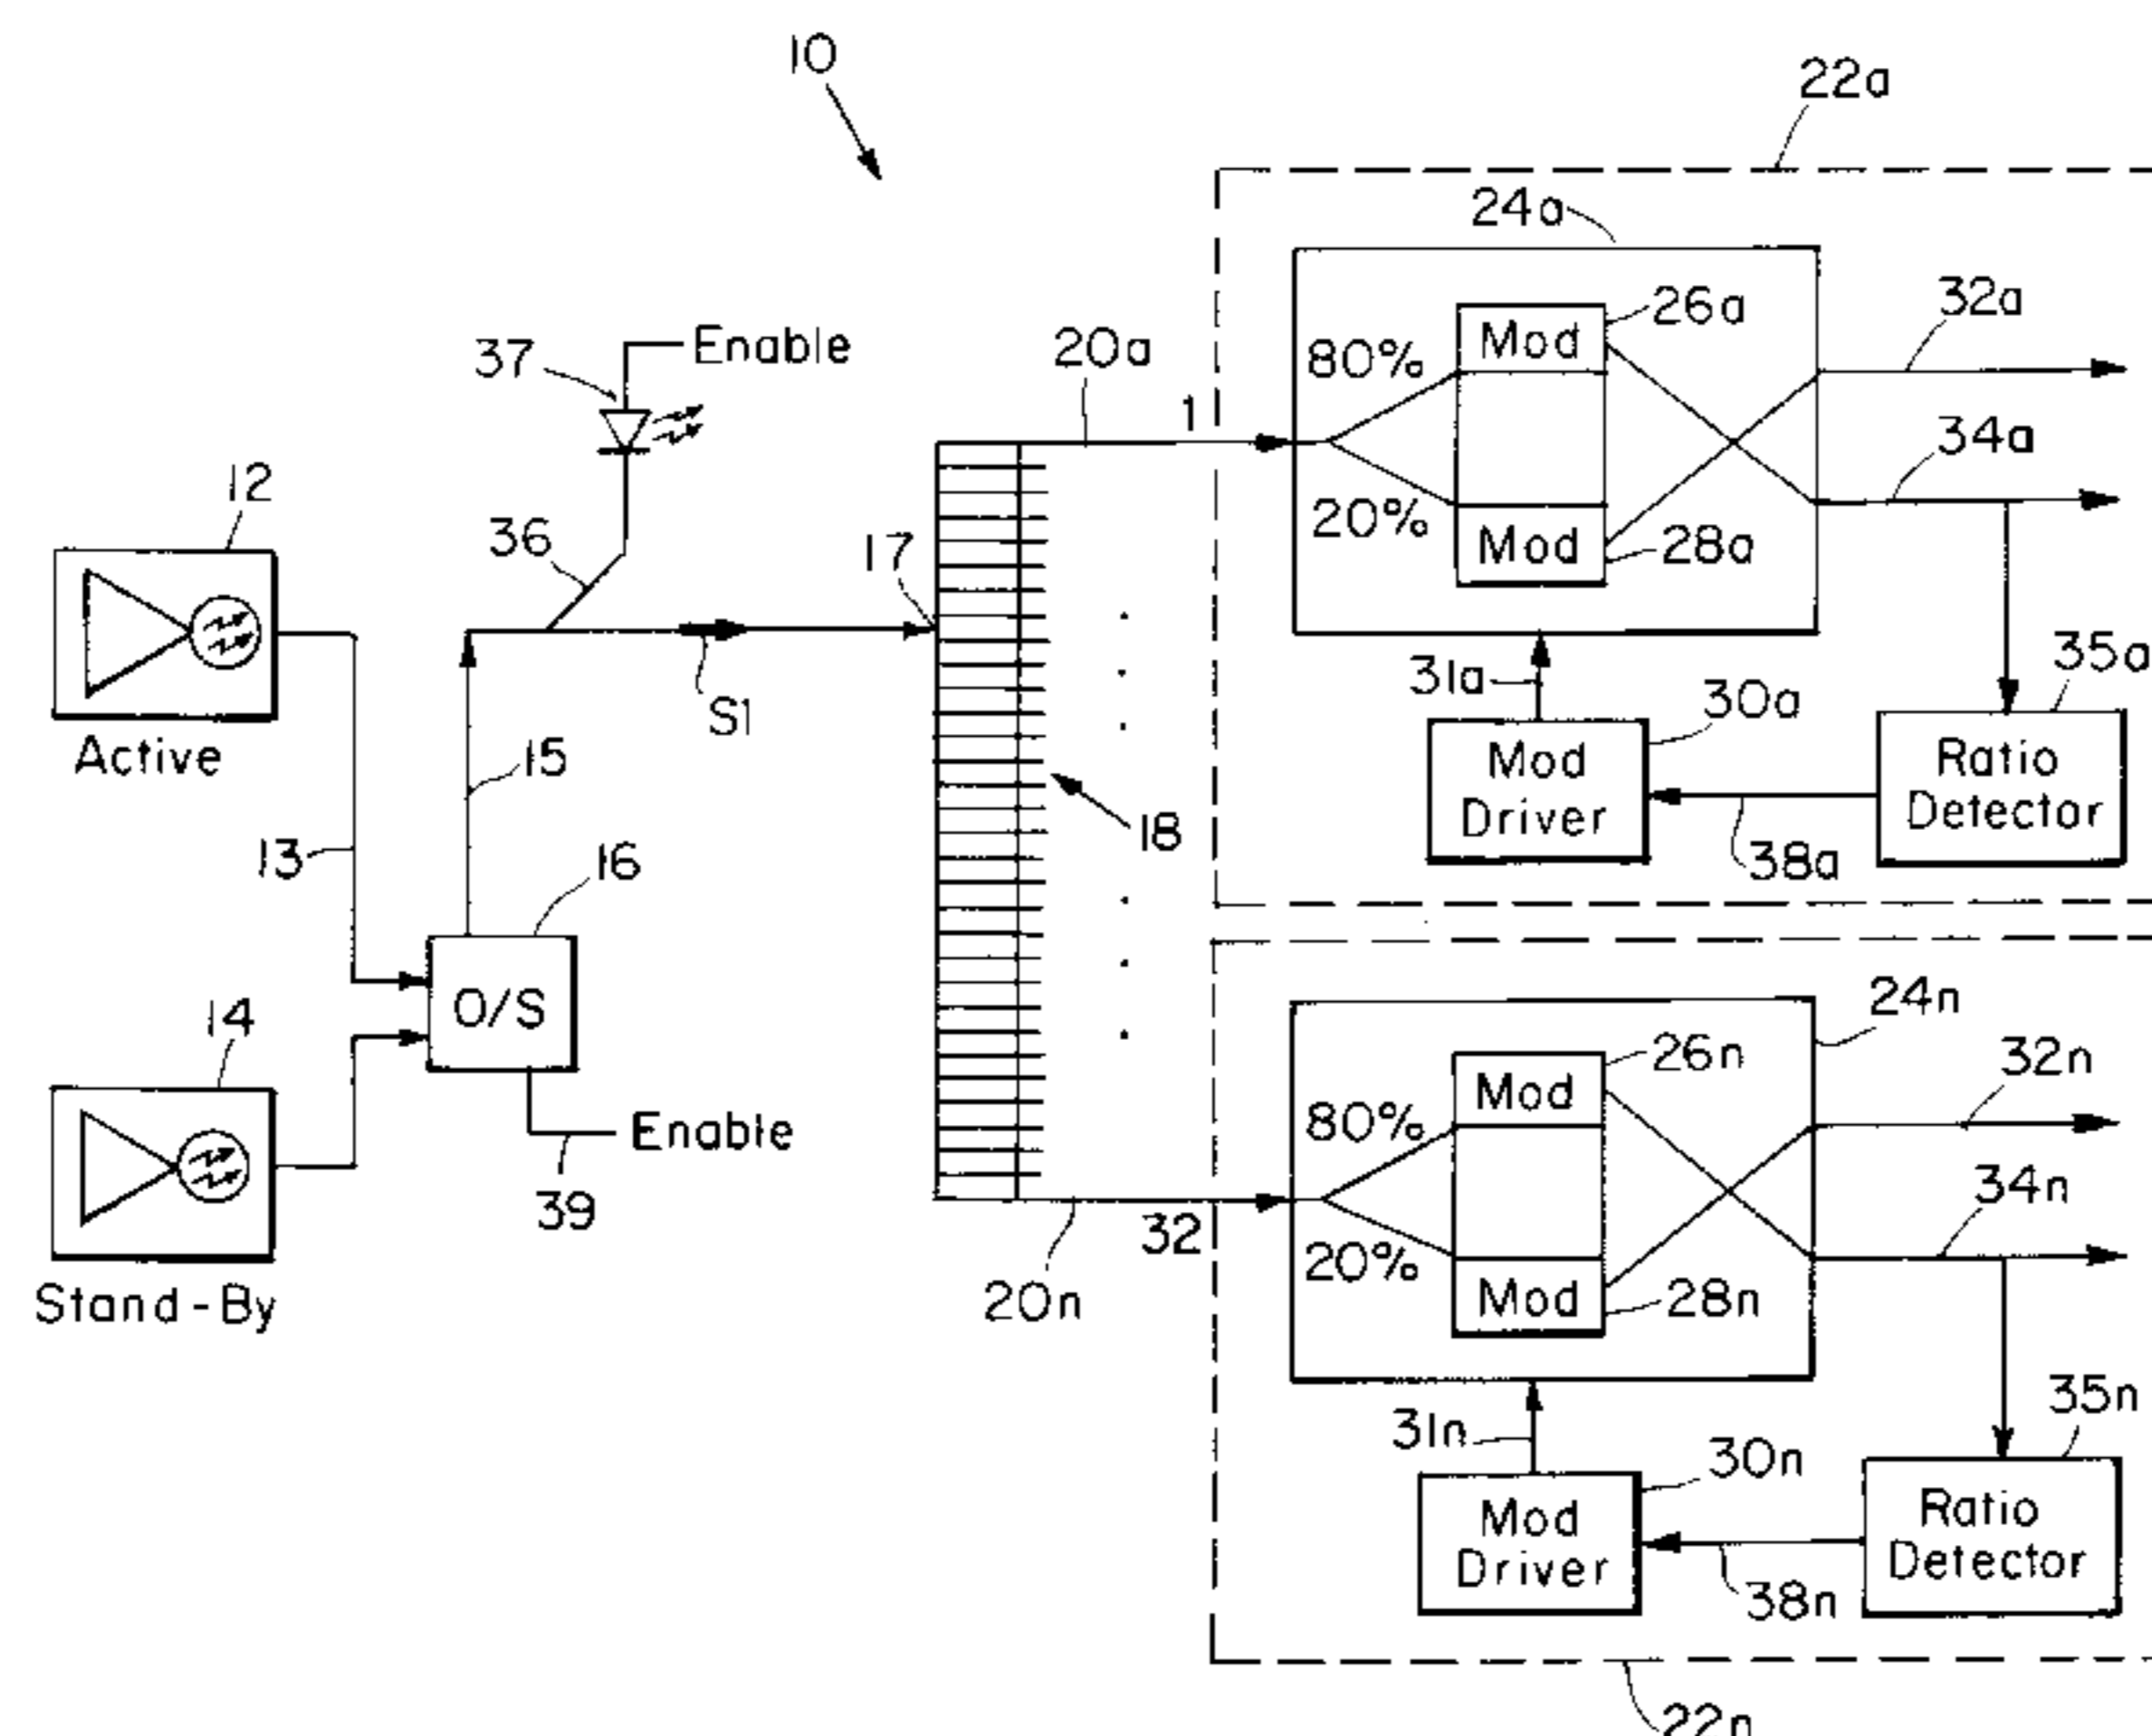 10
22a
24a
26a
Mod
80%
20%
Mod
28a
32a
34a
37
Enable
20a
1
12
36
17
Active
S1
31a
30a
35a
Mod
Driver
Ratio
Detector
38a
18
15
13
16
O/S
14
Enable
39
Stand-By
24n
26n
Mod
80%
20%
Mod
28n
32n
34n
32
20n
31n
30n
35n
Mod
Driver
Ratio
Detector
38n
22n